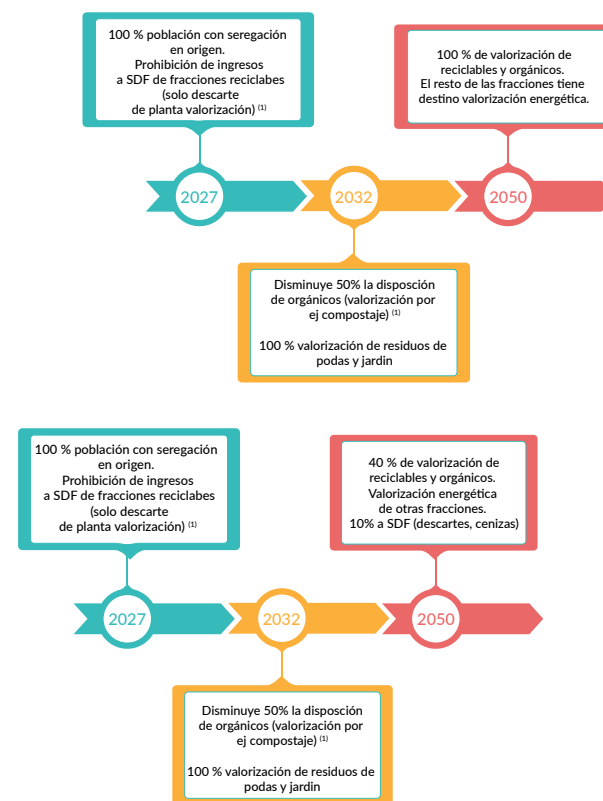 100 % población con seregación
en origen.
Prohibición de ingresos
a SDF de fracciones reciclabes
(solo descarte
de planta valorización) (1)
100 % de valorización de
reciclables y orgánicos.
El resto de las fracciones tiene
destino valorización energética.
2027
2032
2050
Disminuye 50% la disposción
de orgánicos (valorización por
ej compostaje) (1)
100 % valorización de residuos de
podas y jardin
100 % población con seregación
en origen.
Prohibición de ingresos
a SDF de fracciones reciclabes
(solo descarte
de planta valorización) (1)
40 % de valorización de
reciclables y orgánicos.
Valorización energética
de otras fracciones.
10% a SDF (descartes, cenizas)
2027
2032
2050
Disminuye 50% la disposción
de orgánicos (valorización por
ej compostaje) (1)
100 % valorización de residuos de
podas y jardin